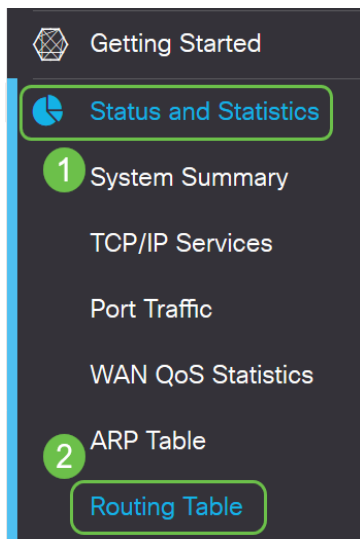 Getting Started
Status and Statistics
1
System Summary
TCP/IP Services
Port Traffic
WAN QoS Statistics
ARP Table
2
Routing Table